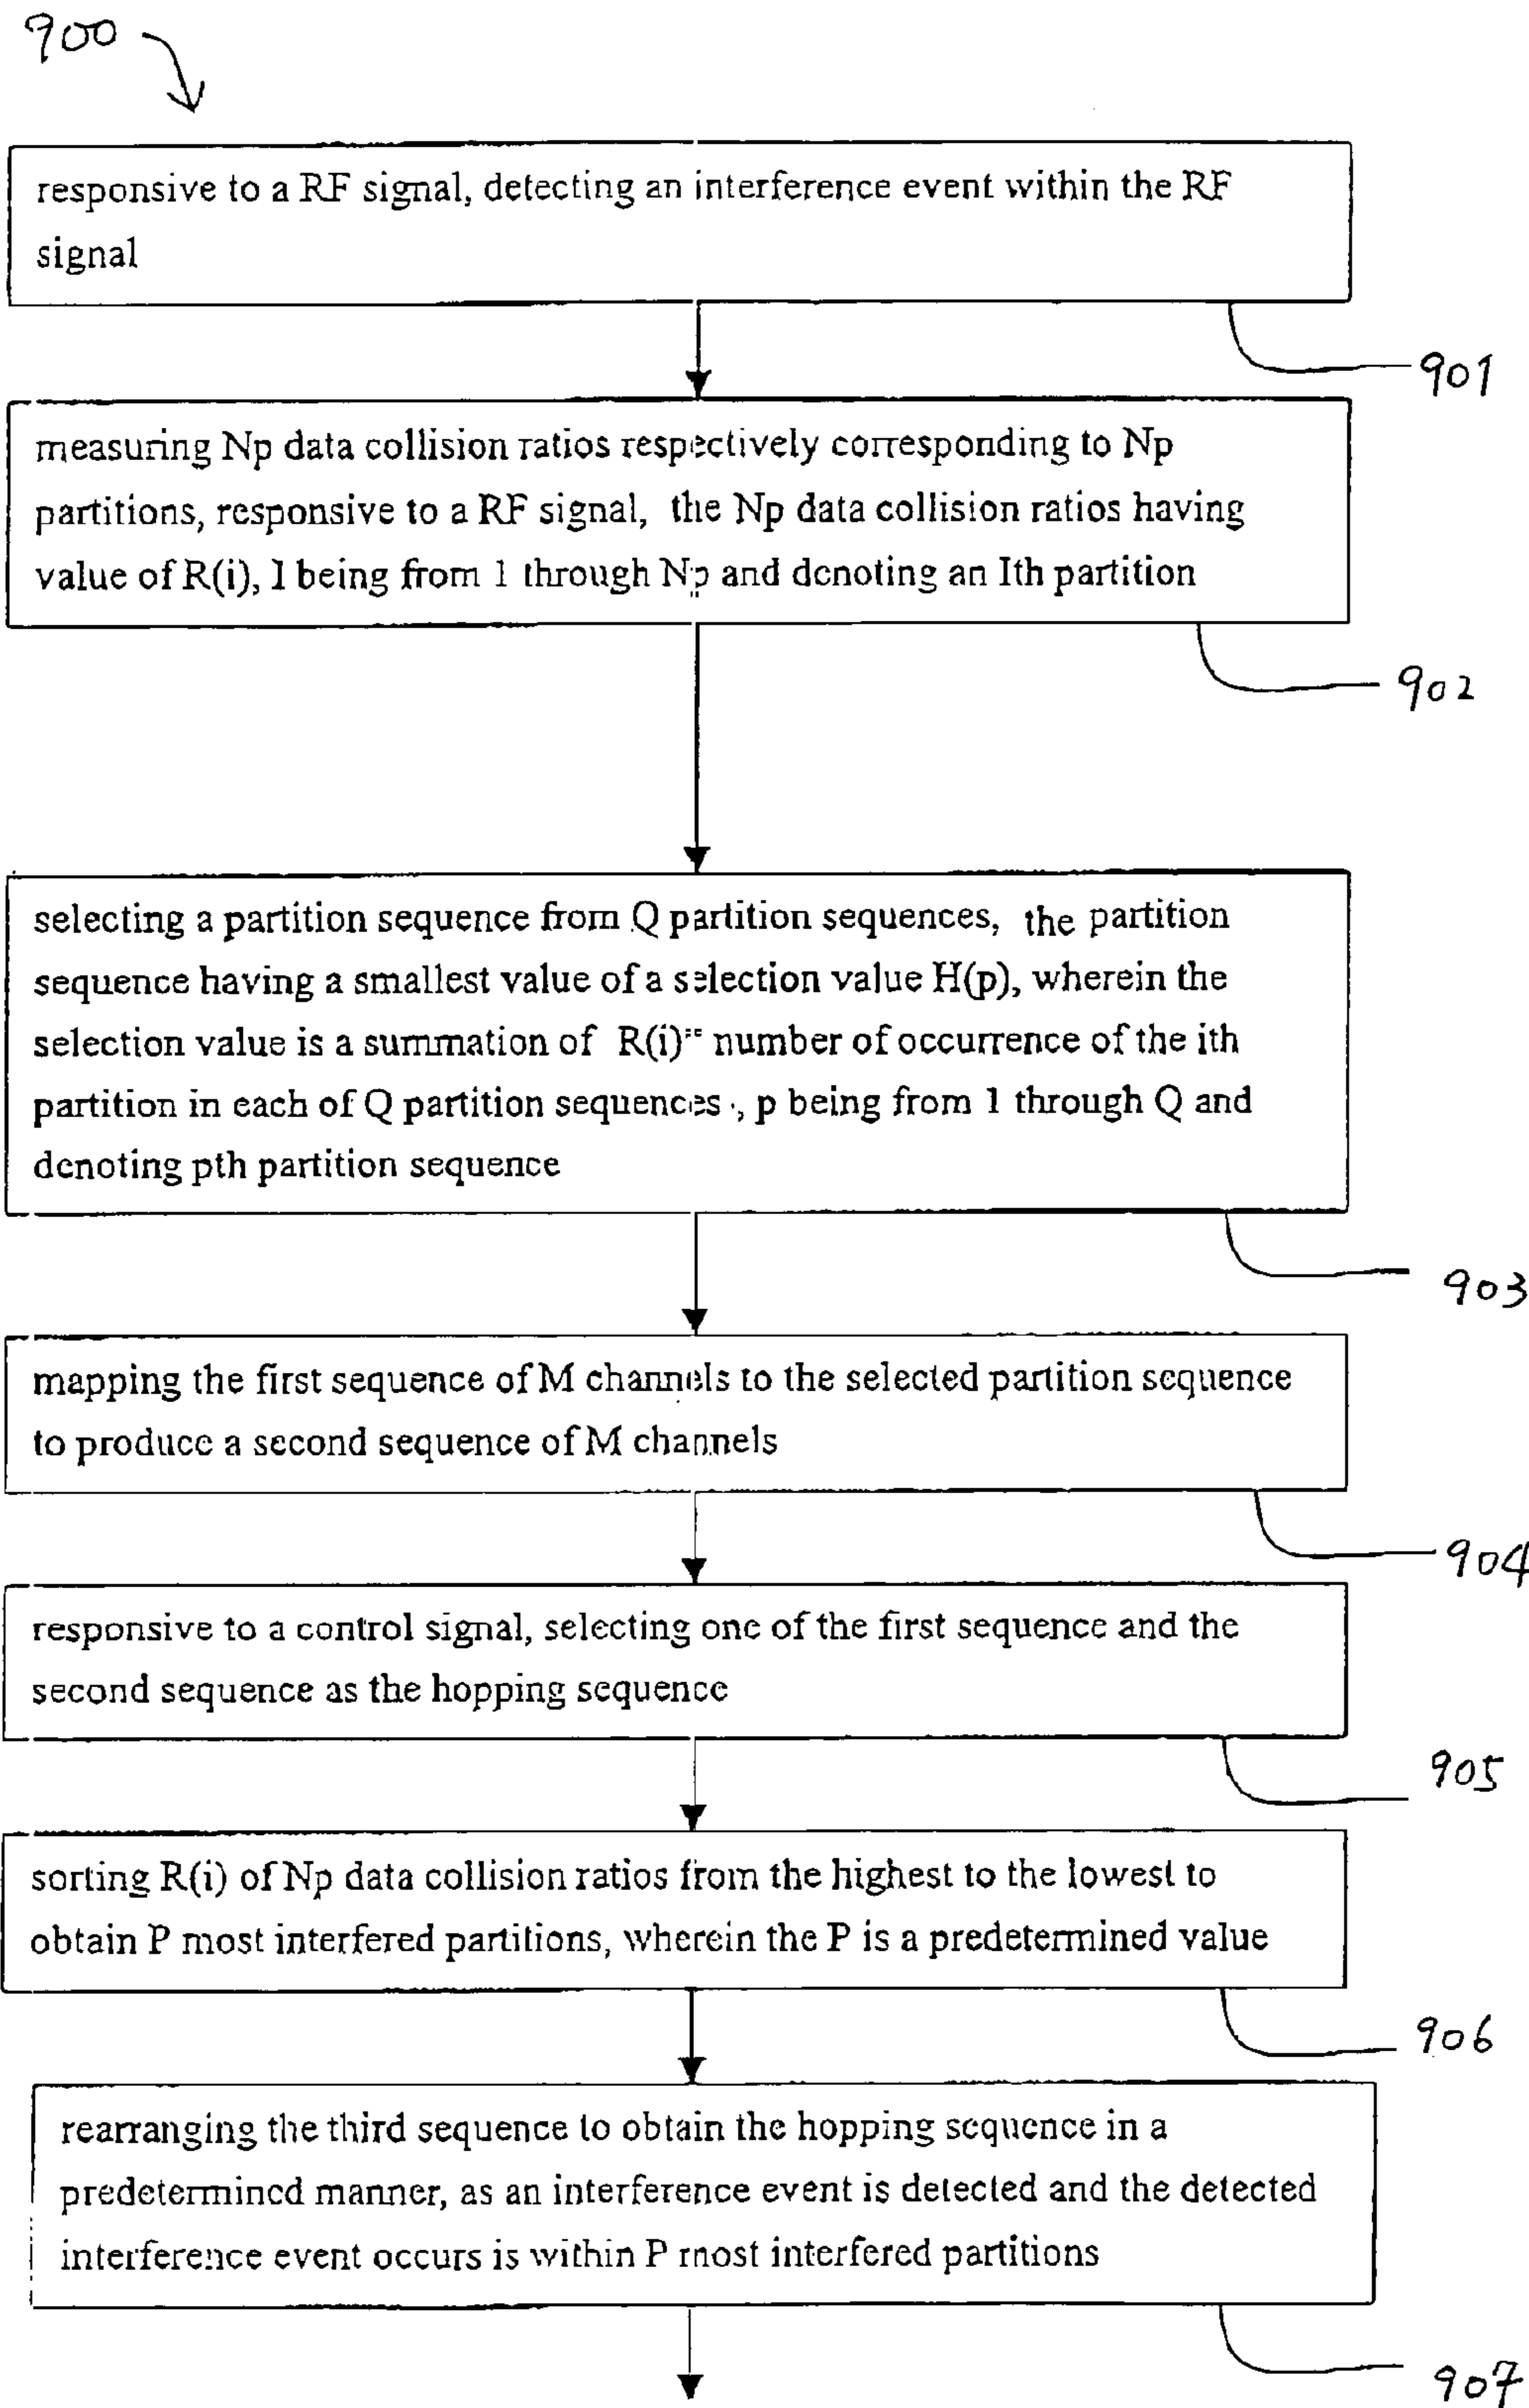 900
responsive to a RF signal, detecting an interference event within the RF
signal
901
measuring Np data collision ratios respectively corresponding to Np
partitions, responsive to a RF signal, the Np data collision ratios having
value of R(i), I being from 1 through Np and denoting an Ith partition
902
selecting a partition sequence from Q partition sequences, the partition
sequence having a smallest value of a selection value H(p), wherein the
selection value is a summation of R(i)* number of occurrence of the ith
partition in each of Q partition sequences , p being from 1 through Q and
denoting pth partition sequence
903
mapping the first sequence of M channels to the selected partition sequence
to produce a second sequence of M channels
904
responsive to a control signal, selecting one of the first sequence and the
second sequence as the hopping sequence
905
sorting R(i) of Np data collision ratios from the highest to the lowest to
obtain P most interfered partitions, wherein the P is a predetermined value
906
rearranging the third sequence to obtain the hopping sequence in a
predetermined manner, as an interference event is detected and the detected
interference event occurs is within P most interfered partitions
907